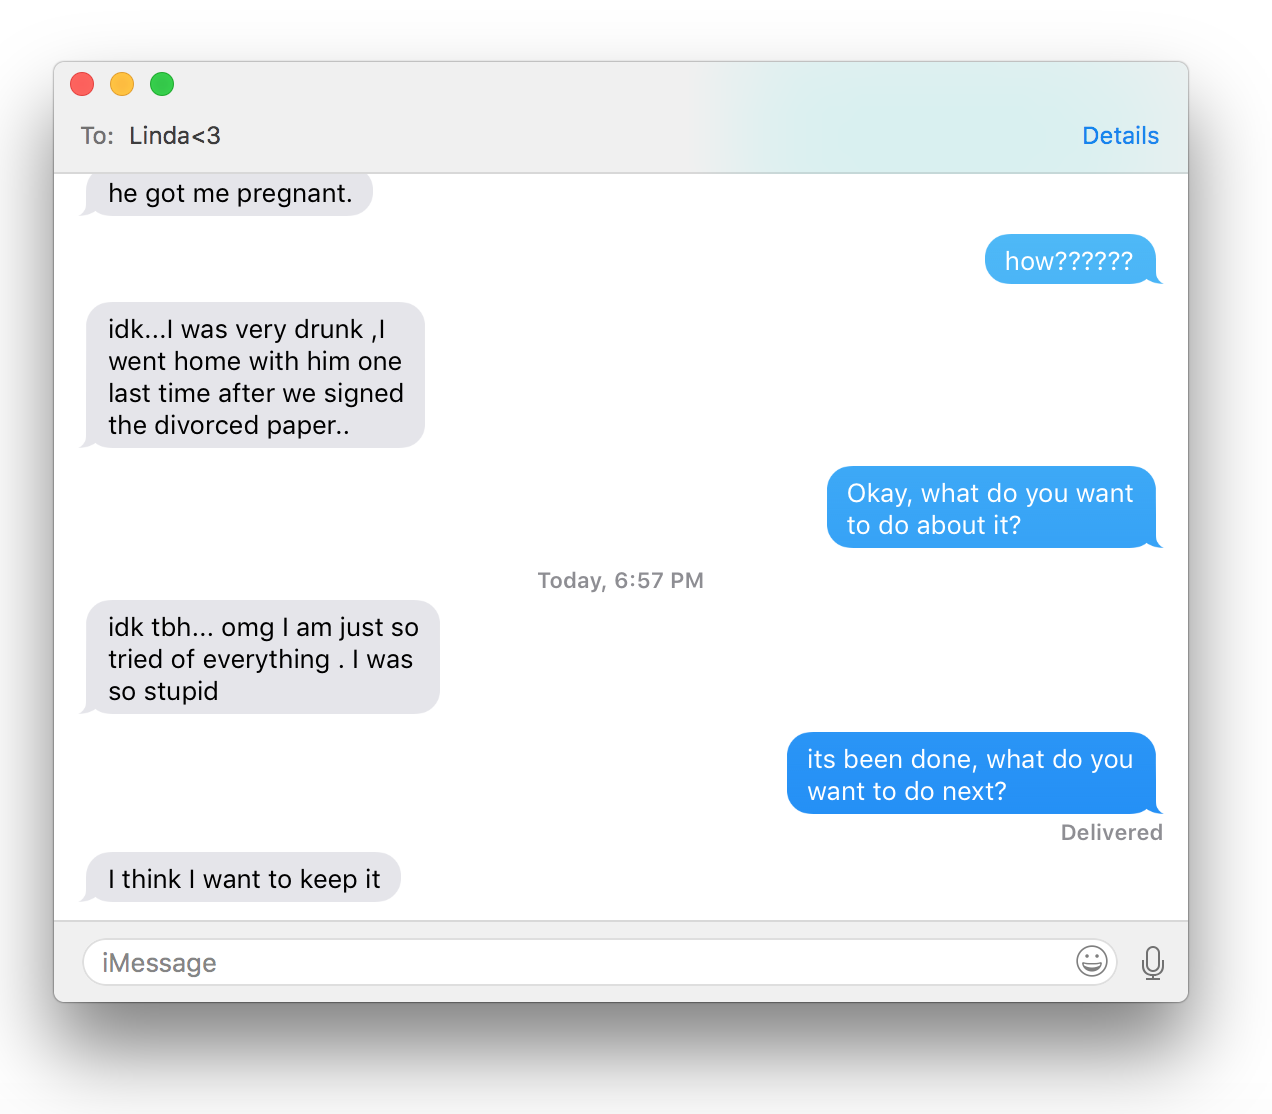 To: Linda<3
Details
he got me pregnant.
how??????
idk...I was very drunk ,I
went home with him one
last time after we signed
the divorced paper..
Okay, what do you want
to do about it?
Today, 6:57 PM
idk tbh... omg I am just so
tried of everything . I was
so stupid
its been done, what do you
want to do next?
Delivered
I think I want to keep it
iMessage